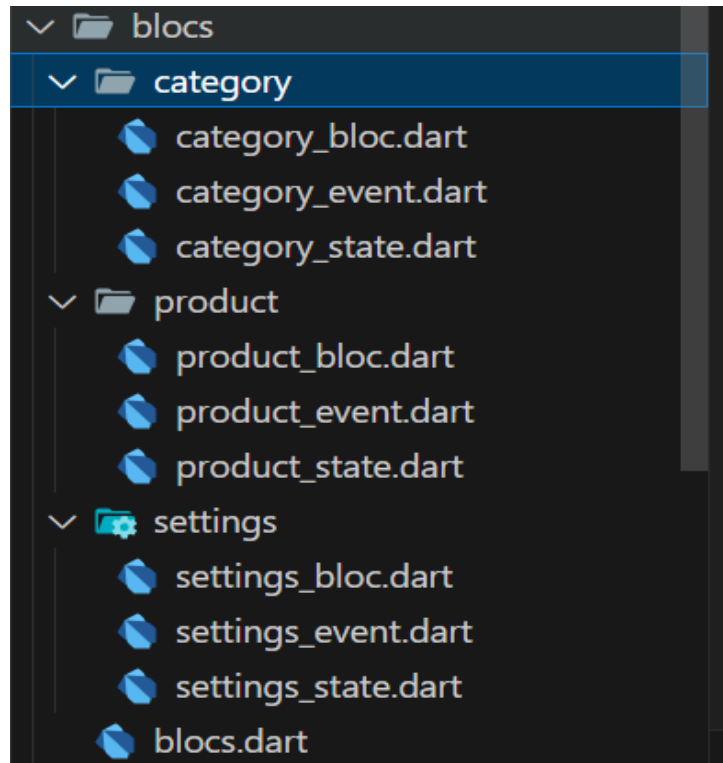 blocs
category
category_bloc.dart
category_event.dart
category_state.dart
product
product_bloc.dart
product_event.dart
product_state.dart
settings
settings_bloc.dart
settings_event.dart
settings_state.dart
blocs.dart